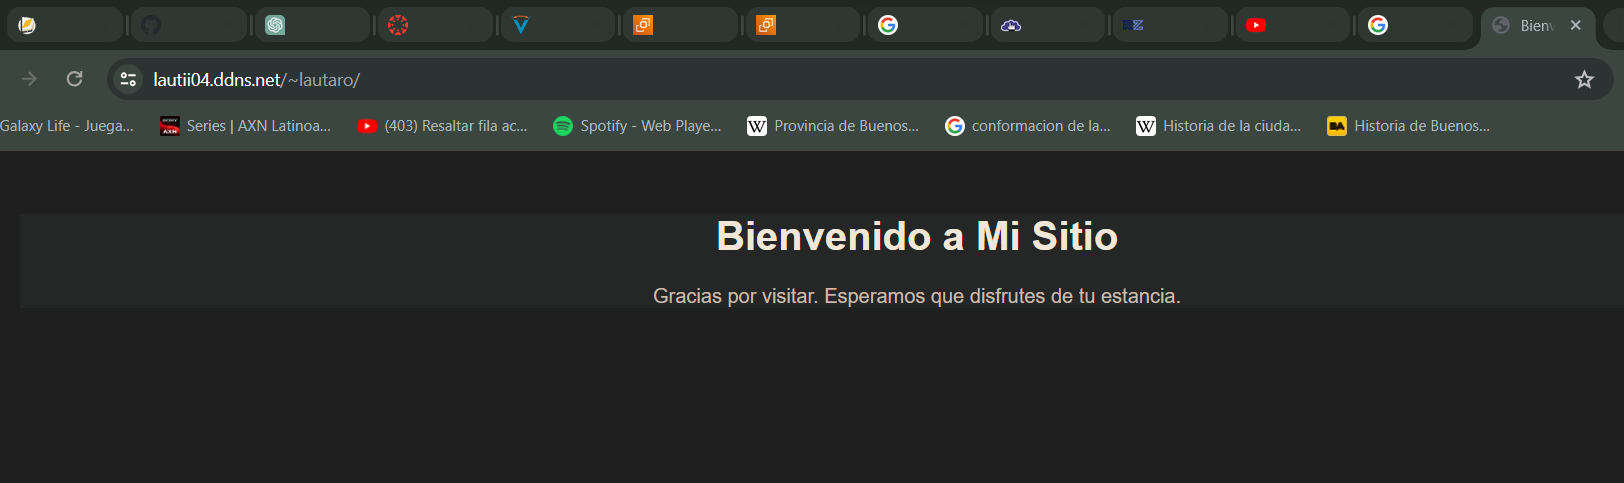 Bienv
lautii04.ddns.net/~lautaro/
Galaxy Life - Juega... Series | AXN Latinoa... (403) Resaltar fila ac... Spotify - Web Playe... Provincia de Buenos... conformacion de la... Historia de la ciuda... Historia de Buenos...
Bienvenido a Mi Sitio
Gracias por visitar. Esperamos que disfrutes de tu estancia.